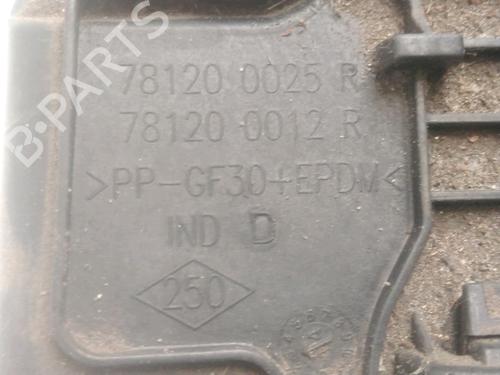 B-PARTS
78120 0025 R
78120 0012 R
>PP-GF30+EPDM<
IND D
250